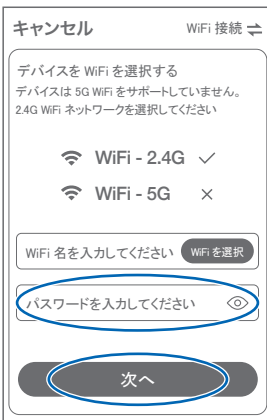 キャンセル WiFi 接続
デバイスを WiFi を選択する
デバイスは 5G WiFi をサポートしていません。
2.4G WiFi ネットワークを選択してください
WiFi - 2.4G ✓
WiFi - 5G ×
WiFi 名を入力してください WiFi を選択
パスワードを入力してください
次へ